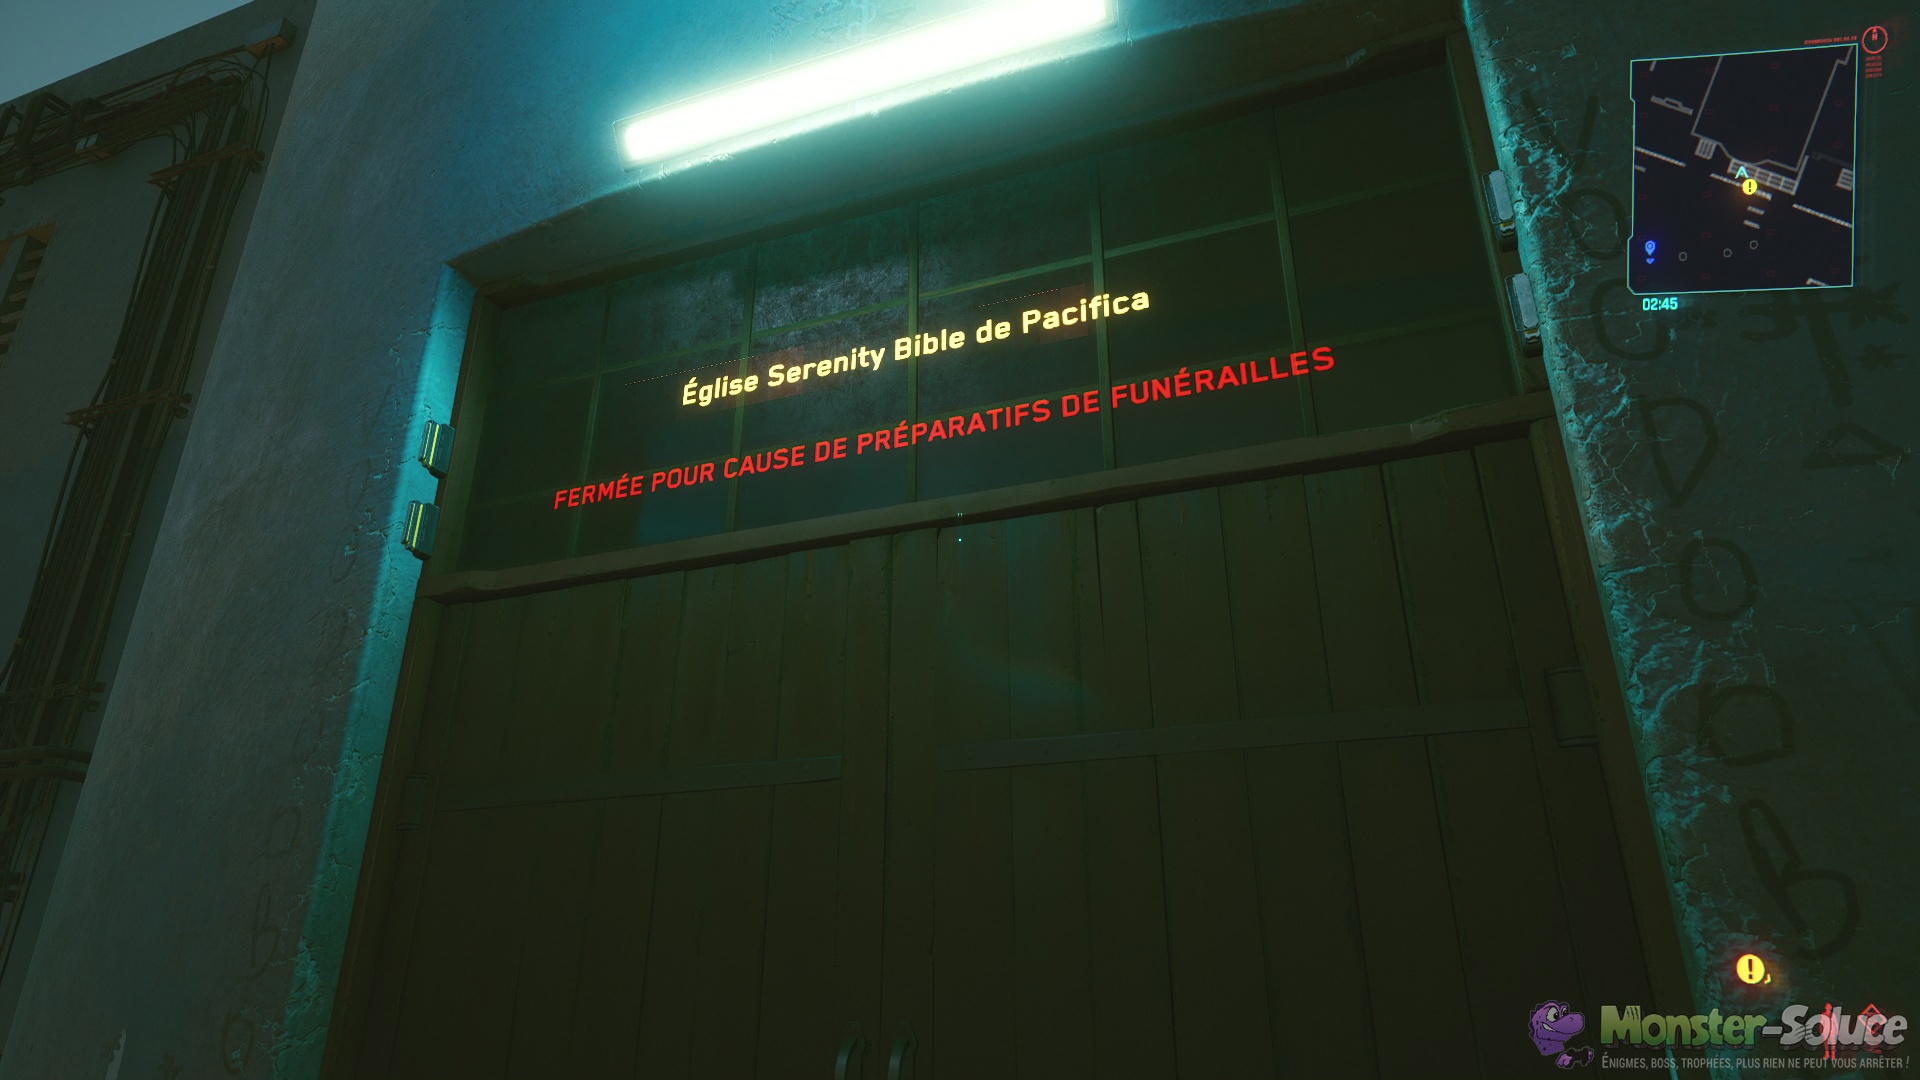 Église Serenity Bible de Pacifica
FERMÉE POUR CAUSE DE PRÉPARATIFS DE FUNÉRAILLES
02:45
Monster-Soluce
ÉNIGMES, BOSS, TROPHÉES, PLUS RIEN NE PEUT VOUS ARRÊTER !